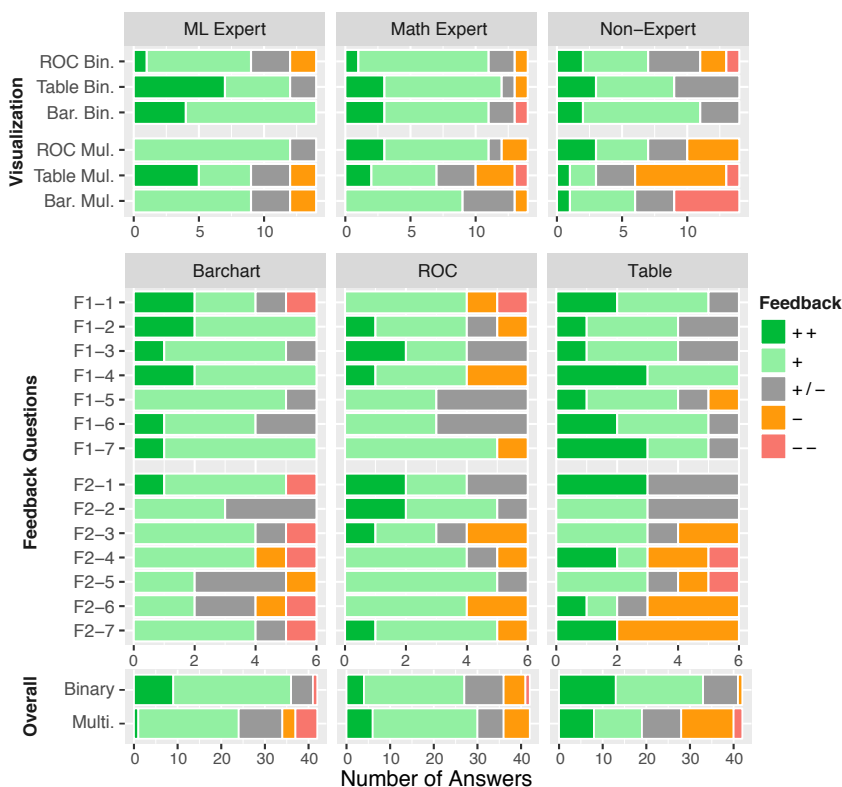 ML Expert
Math Expert
Non−Expert
Visualization
ROC Bin.
Table Bin.
Bar. Bin.
ROC Mul.
Table Mul.
Bar. Mul.
0 5 10
0 5 10
0 5 10
Barchart
ROC
Table
Feedback Questions
F1−1
F1−2
F1−3
F1−4
F1−5
F1−6
F1−7
F2−1
F2−2
F2−3
F2−4
F2−5
F2−6
F2−7
0 2 4 6
0 2 4 6
0 2 4 6
Feedback
++
+
+/−
−
−−
Overall
Binary
Multi.
0 10 20 30 40
0 10 20 30 40
0 10 20 30 40
Number of Answers